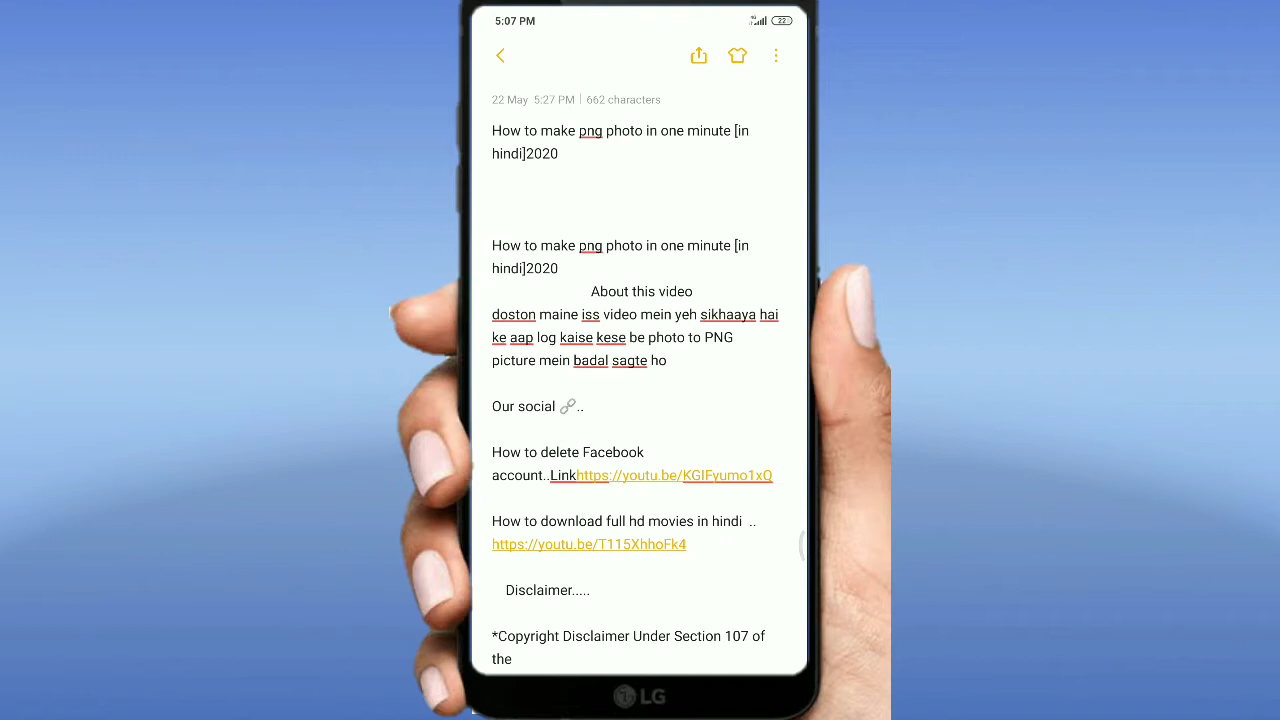 5:07 PM
4G
22
22 May 5:27 PM | 662 characters
How to make png photo in one minute [in
hindi]2020
How to make png photo in one minute [in
hindi]2020
About this video
doston maine iss video mein yeh sikhaaya hai
ke aap log kaise kese be photo to PNG
picture mein badal sagte ho
Our social 🔗..
How to delete Facebook
account..Linkhttps://youtu.be/KGIFyumo1xQ
How to download full hd movies in hindi ..
https://youtu.be/T115XhhoFk4
Disclaimer.....
*Copyright Disclaimer Under Section 107 of
the
LG